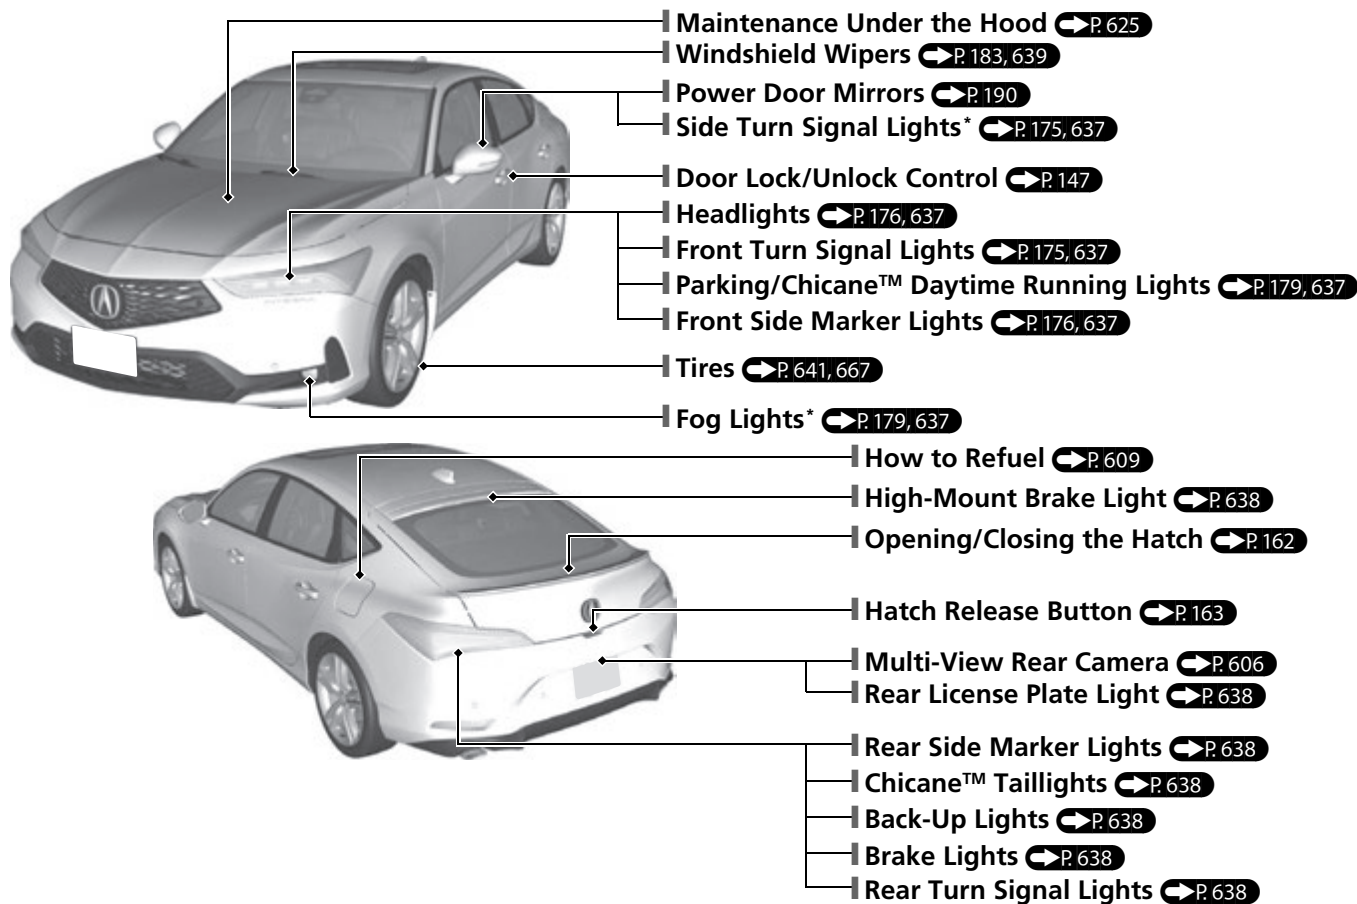 Maintenance Under the Hood P. 625
Windshield Wipers P. 183, 639
Power Door Mirrors P. 190
Side Turn Signal Lights* P. 175, 637
Door Lock/Unlock Control P. 147
Headlights P. 176, 637
Front Turn Signal Lights P. 175, 637
Parking/Chicane™ Daytime Running Lights P. 179, 637
Front Side Marker Lights P. 176, 637
Tires P. 641, 667
Fog Lights* P. 179, 637
How to Refuel P. 609
High-Mount Brake Light P. 638
Opening/Closing the Hatch P. 162
Hatch Release Button P. 163
Multi-View Rear Camera P. 606
Rear License Plate Light P. 638
Rear Side Marker Lights P. 638
Chicane™ Taillights P. 638
Back-Up Lights P. 638
Brake Lights P. 638
Rear Turn Signal Lights P. 638